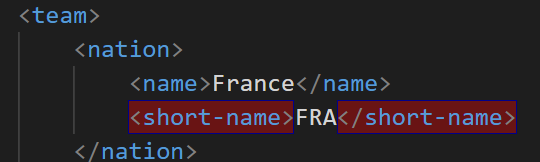 <team>
<nation>
<name>France</name>
<short-name>FRA</short-name>
</nation>